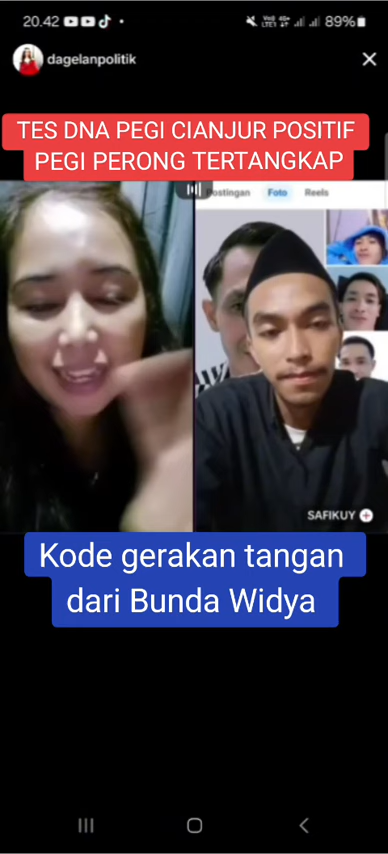 20.42
89%
dagelanpolitik
TES DNA PEGI CIANJUR POSITIF
PEGI PERONG TERTANGKAP
Postingan Foto Reels
SAFIKUY
Kode gerakan tangan
dari Bunda Widya